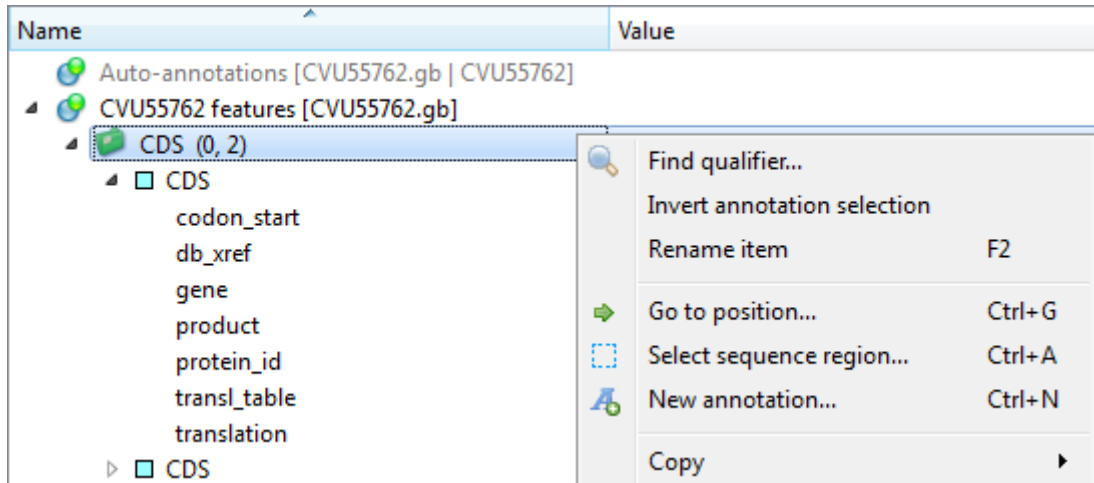 Name Value
Auto-annotations [CVU55762.gb | CVU55762]
CVU55762 features [CVU55762.gb]
CDS (0, 2)
CDS
codon_start
db_xref
gene
product
protein_id
transl_table
translation
CDS
Find qualifier...
Invert annotation selection
Rename item F2
Go to position... Ctrl+G
Select sequence region... Ctrl+A
New annotation... Ctrl+N
Copy